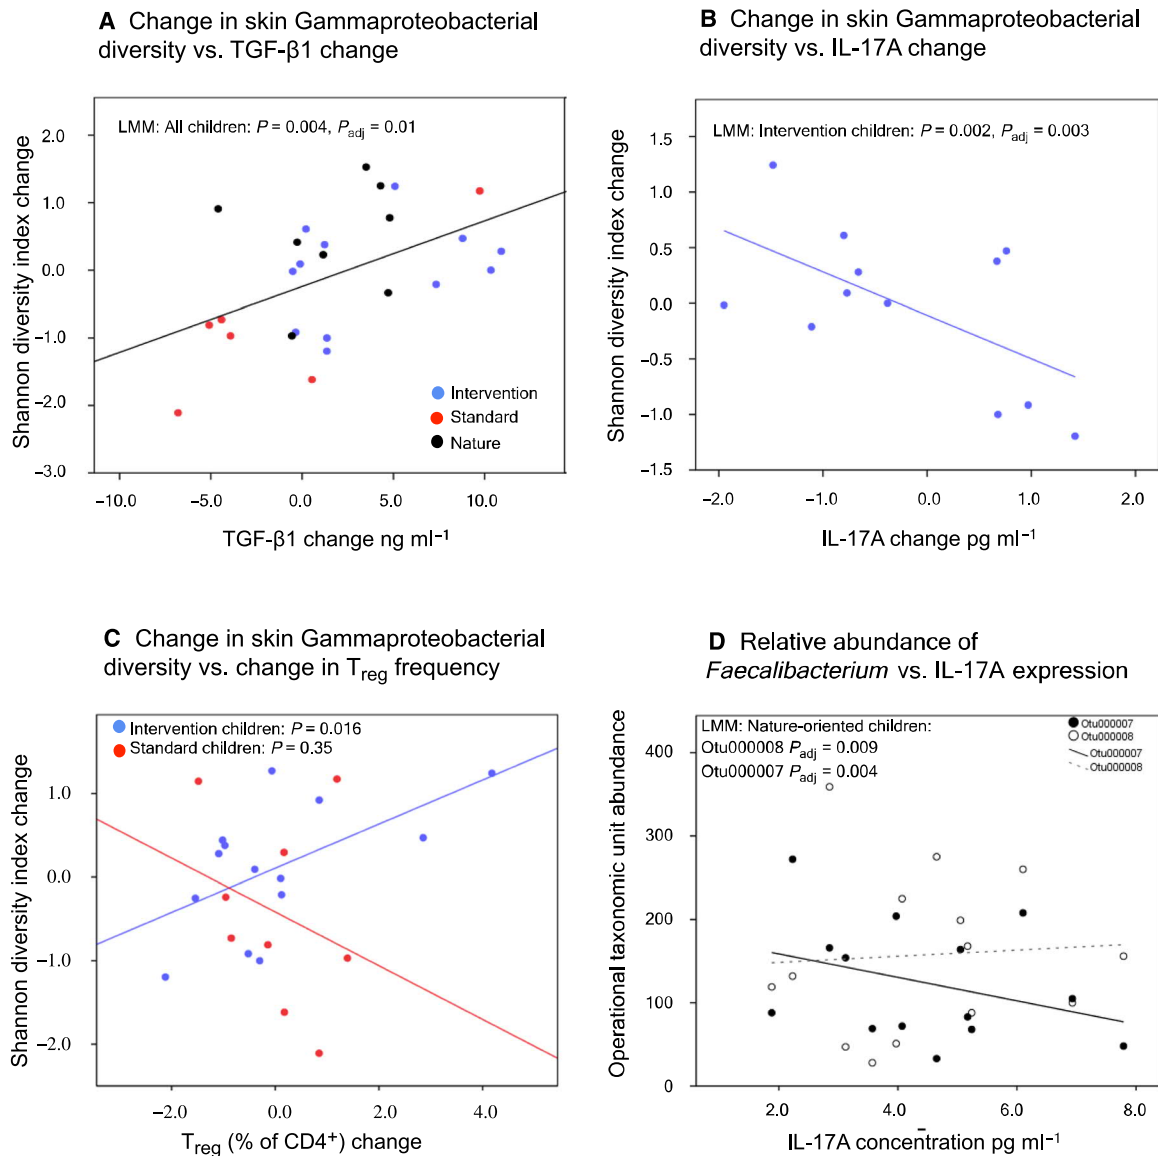 A Change in skin Gammaproteobacterial
diversity vs. TGF-β1 change
LMM: All children: P = 0.004, Padj = 0.01
Shannon diversity index change
2.0
1.0
0.0
−1.0
−2.0
−3.0
Intervention
Standard
Nature
−10.0 −5.0 0.0 5.0 10.0
TGF-β1 change ng ml⁻¹
B Change in skin Gammaproteobacterial
diversity vs. IL-17A change
LMM: Intervention children: P = 0.002, Padj = 0.003
Shannon diversity index change
1.5
1.0
0.5
0.0
−0.5
−1.0
−1.5
−2.0 −1.0 0.0 1.0 2.0
IL-17A change pg ml⁻¹
C Change in skin Gammaproteobacterial
diversity vs. change in Treg frequency
Intervention children: P = 0.016
Standard children: P = 0.35
Shannon diversity index change
1.0
0.0
−1.0
−2.0
−2.0 0.0 2.0 4.0
Treg (% of CD4⁺) change
D Relative abundance of
Faecalibacterium vs. IL-17A expression
LMM: Nature-oriented children:
Otu000008 Padj = 0.009
Otu000007 Padj = 0.004
Otu000007
Otu000008
Otu000007
Otu000008
Operational taxonomic unit abundance
400
300
200
100
0
2.0 4.0 6.0 8.0
IL-17A concentration pg ml⁻¹